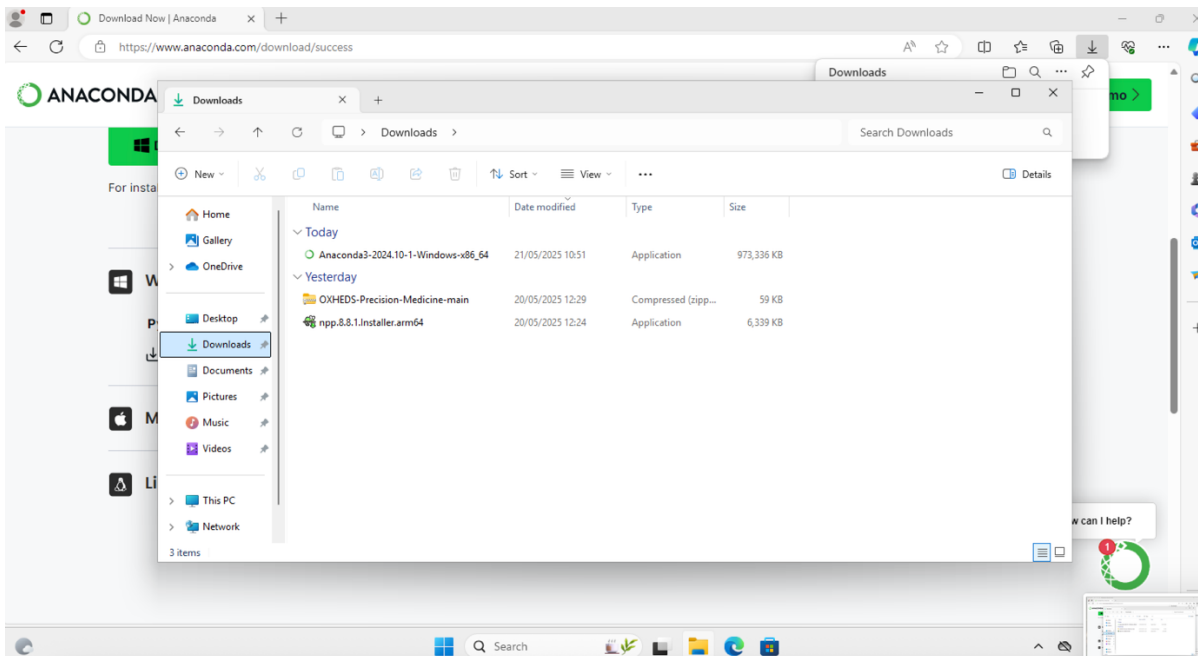 Download Now | Anaconda
https://www.anaconda.com/download/success
Downloads
ANACONDA
Downloads
Downloads
Search Downloads
New
Sort
View
Details
For insta
Home
Gallery
OneDrive
Desktop
Downloads
Documents
Pictures
Music
Videos
This PC
Network
Name Date modified Type Size
Today
Anaconda3-2024.10-1-Windows-x86_64 21/05/2025 10:51 Application 973,336 KB
Yesterday
OXHEDS-Precision-Medicine-main 20/05/2025 12:29 Compressed (zipp... 59 KB
npp.8.8.1.Installer.arm64 20/05/2025 12:24 Application 6,339 KB
3 items
mo
W
P
M
Li
w can I help?
1
Search